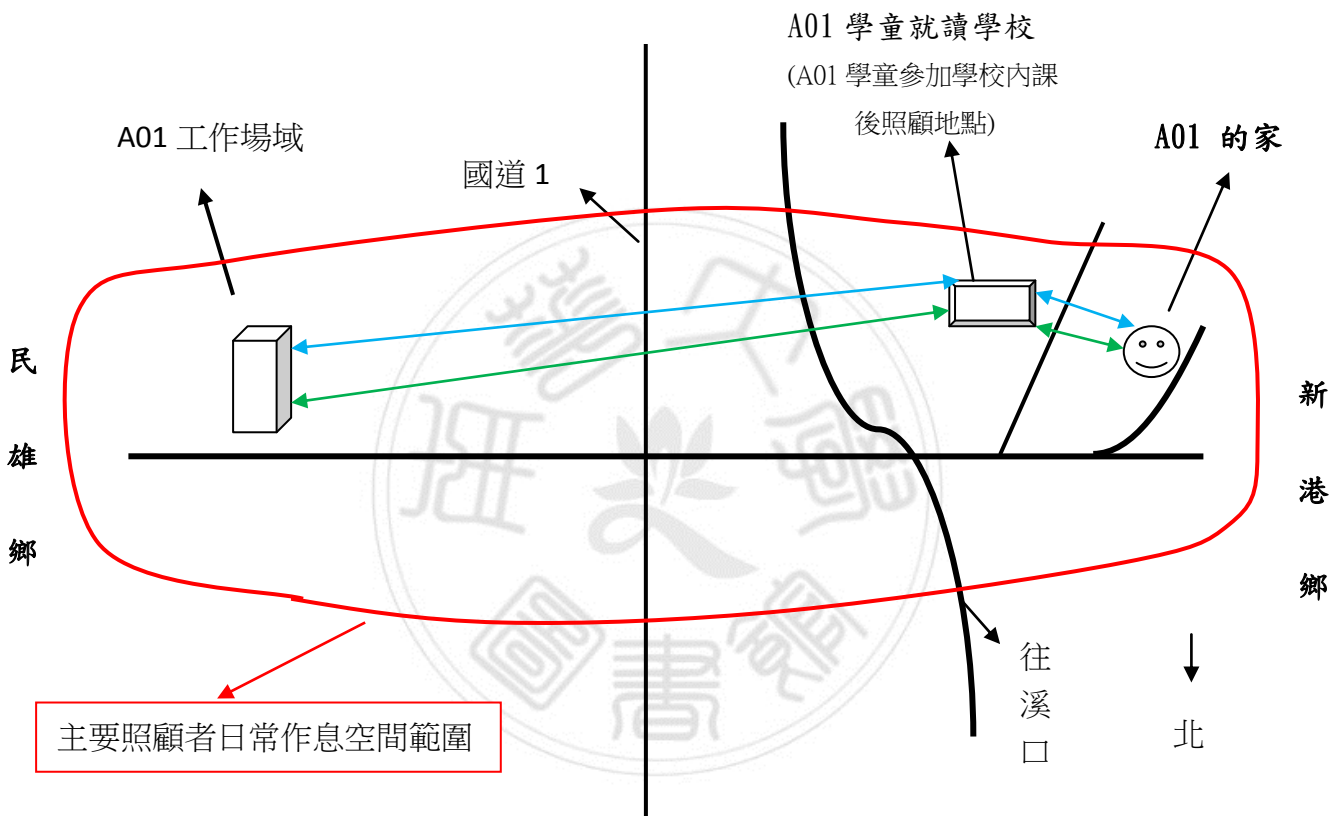 A01 學童就讀學校
(A01 學童參加學校內課
後照顧地點)
A01 工作場域
國道 1
A01 的家
民
雄
鄉
新
港
鄉
往
溪
口
北
主要照顧者日常作息空間範圍